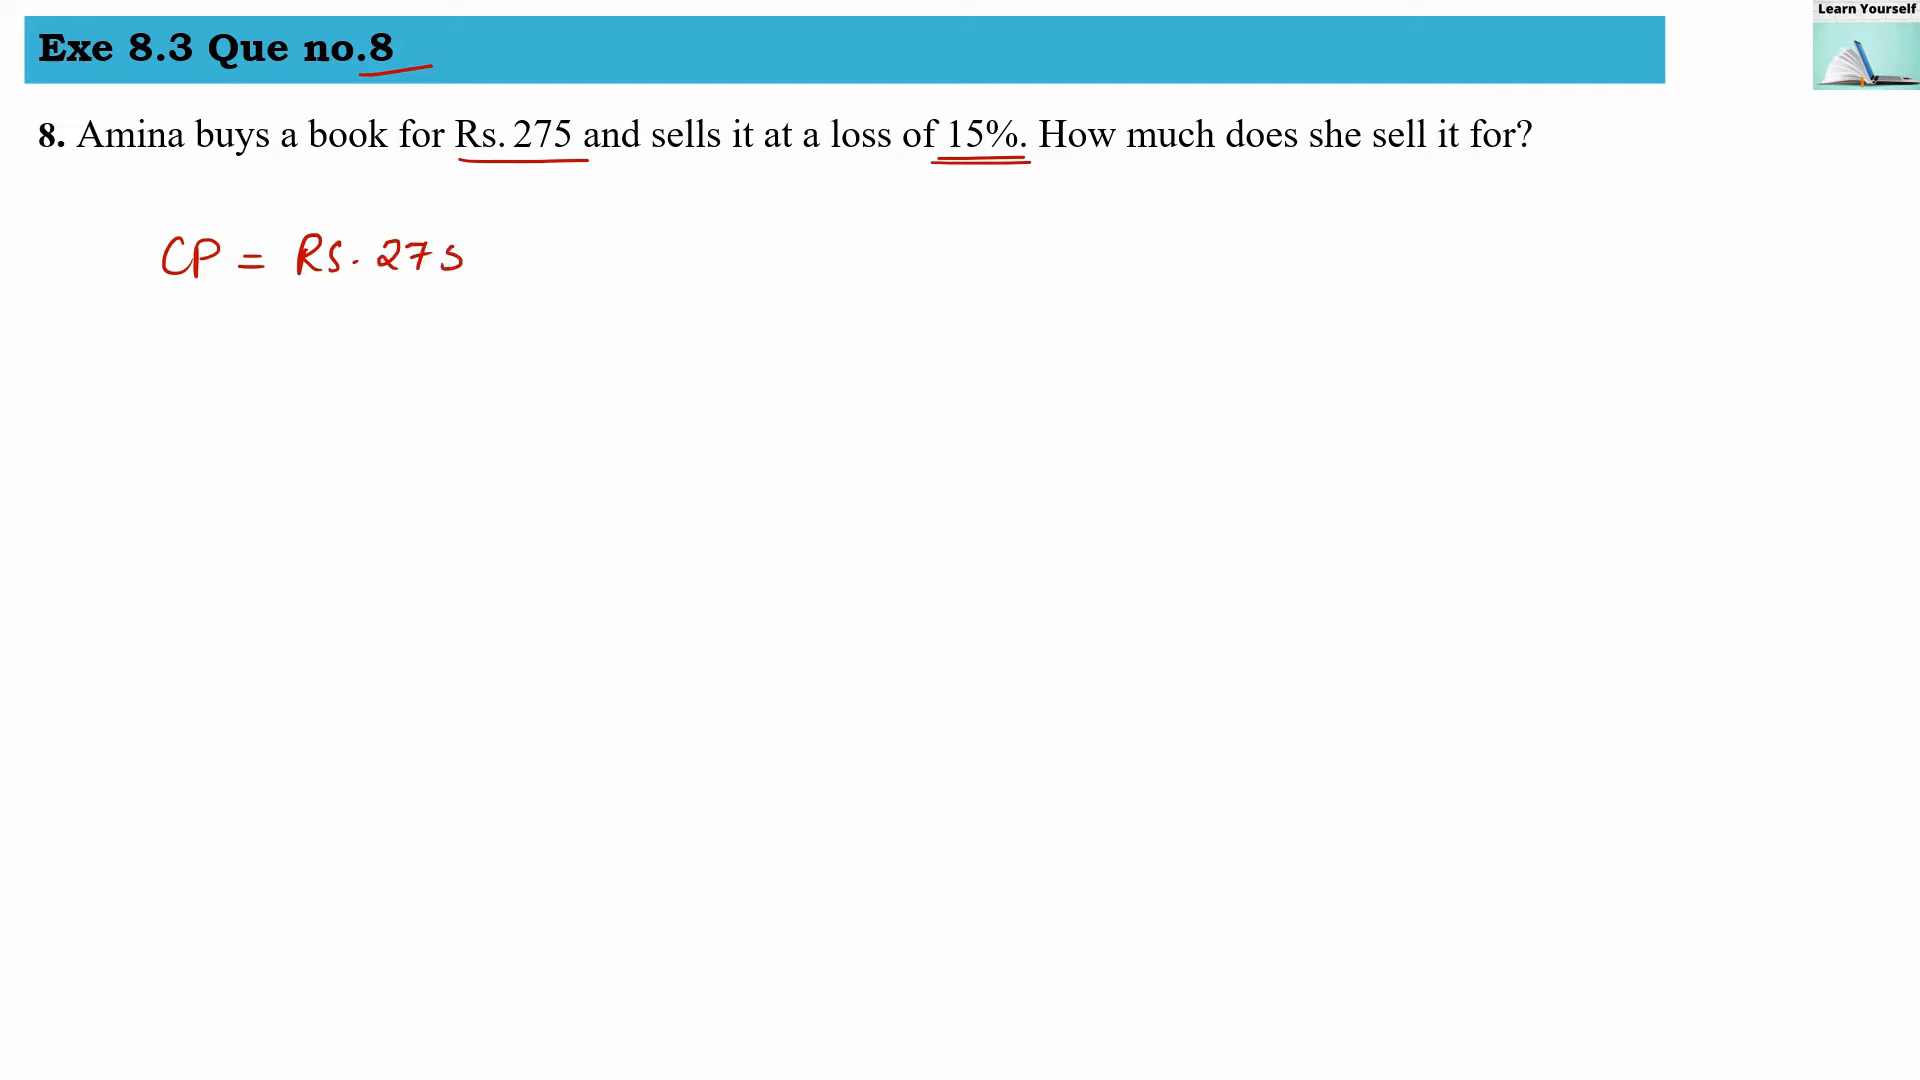 Learn Yourself
Exe 8.3 Que no.8
8. Amina buys a book for Rs. 275 and sells it at a loss of 15%. How much does she sell it for?
CP = RS. 275